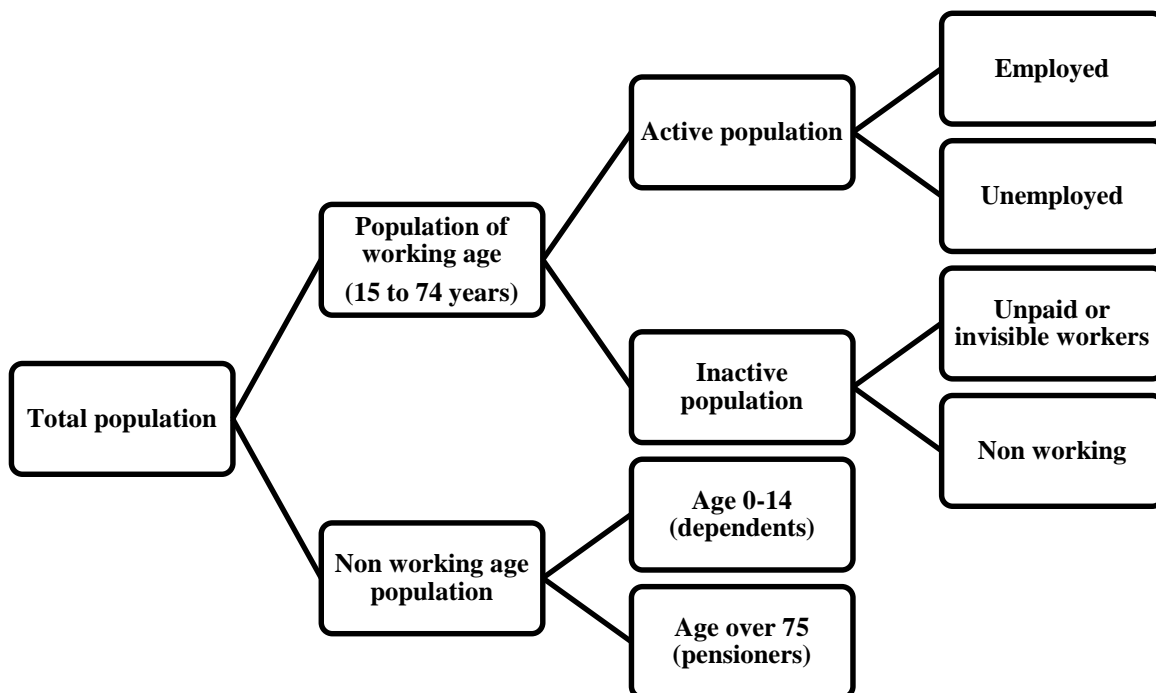 Total population
Population of
working age
(15 to 74 years)
Non working age
population
Active population
Inactive
population
Age 0-14
(dependents)
Age over 75
(pensioners)
Employed
Unemployed
Unpaid or
invisible workers
Non working